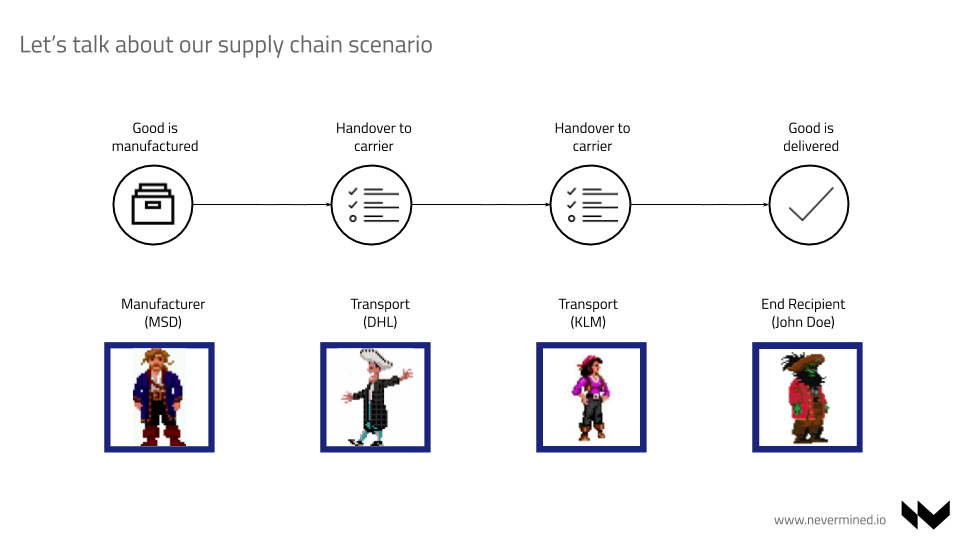 Let's talk about our supply chain scenario
Good is
manufactured
Handover to
carrier
Handover to
carrier
Good is
delivered
Manufacturer
(MSD)
Transport
(DHL)
Transport
(KLM)
End Recipient
(John Doe)
www.nevermined.io